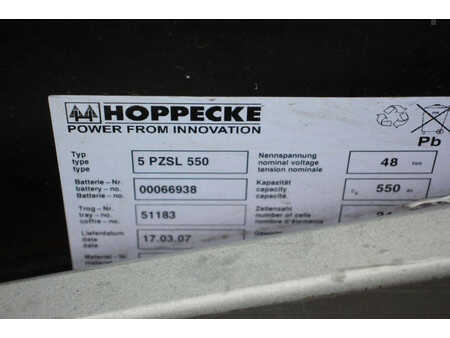 HOPPECKE
POWER FROM INNOVATION
Pb
Typ
type
type
5 PZSL 550
Nennspannung
nominal voltage
tension nominale
48
Batterie-Nr.
battery-no.
Batterie-no.
00066938
Kapazität
capacity
capacité
550
Trog-Nr.
tray-no.
coffre-no.
51183
Zellenzahl
number of cells
nombre d'éléments
Lieferdatum
date
date
17.03.07